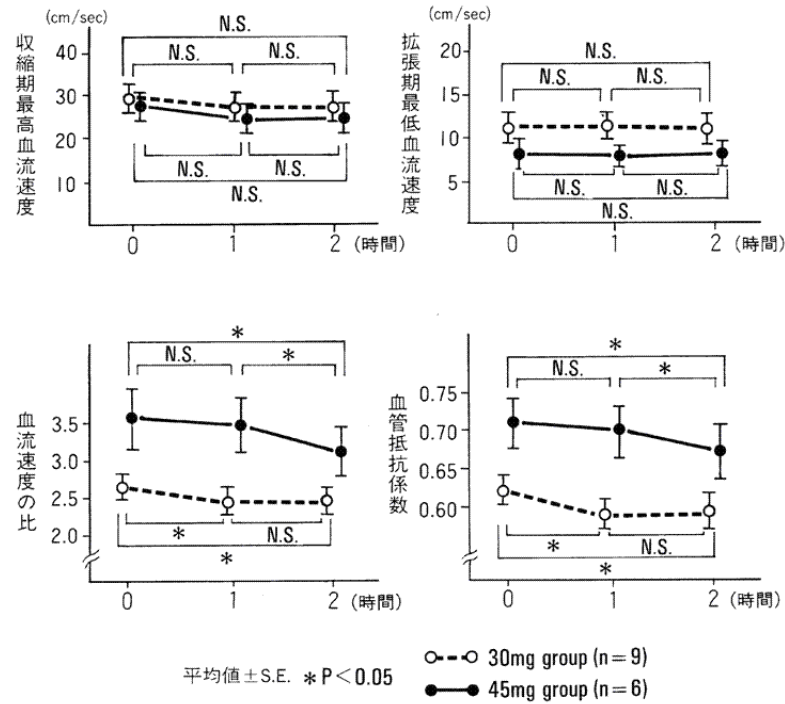 (cm/sec)
収縮期最高血流速度
40
30
20
10
N.S.
N.S.
N.S.
N.S.
N.S.
N.S.
0
1
2
(時間)
(cm/sec)
拡張期最低血流速度
20
15
10
5
N.S.
N.S.
N.S.
N.S.
N.S.
N.S.
0
1
2
(時間)
血流速度の比
3.5
3.0
2.5
2.0
*
N.S.
*
*
N.S.
*
0
1
2
(時間)
血管抵抗係数
0.75
0.70
0.65
0.60
*
N.S.
*
*
N.S.
*
0
1
2
(時間)
平均値±S.E. *P<0.05
30mg group (n=9)
45mg group (n=6)